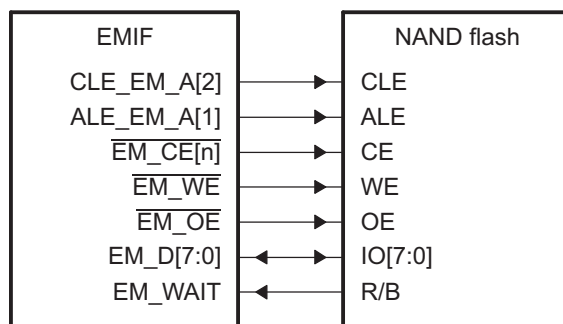 EMIF NAND flash
CLE_EM_A[2] CLE
ALE_EM_A[1] ALE
EM_CE[n] CE
EM_WE WE
EM_OE OE
EM_D[7:0] IO[7:0]
EM_WAIT R/B